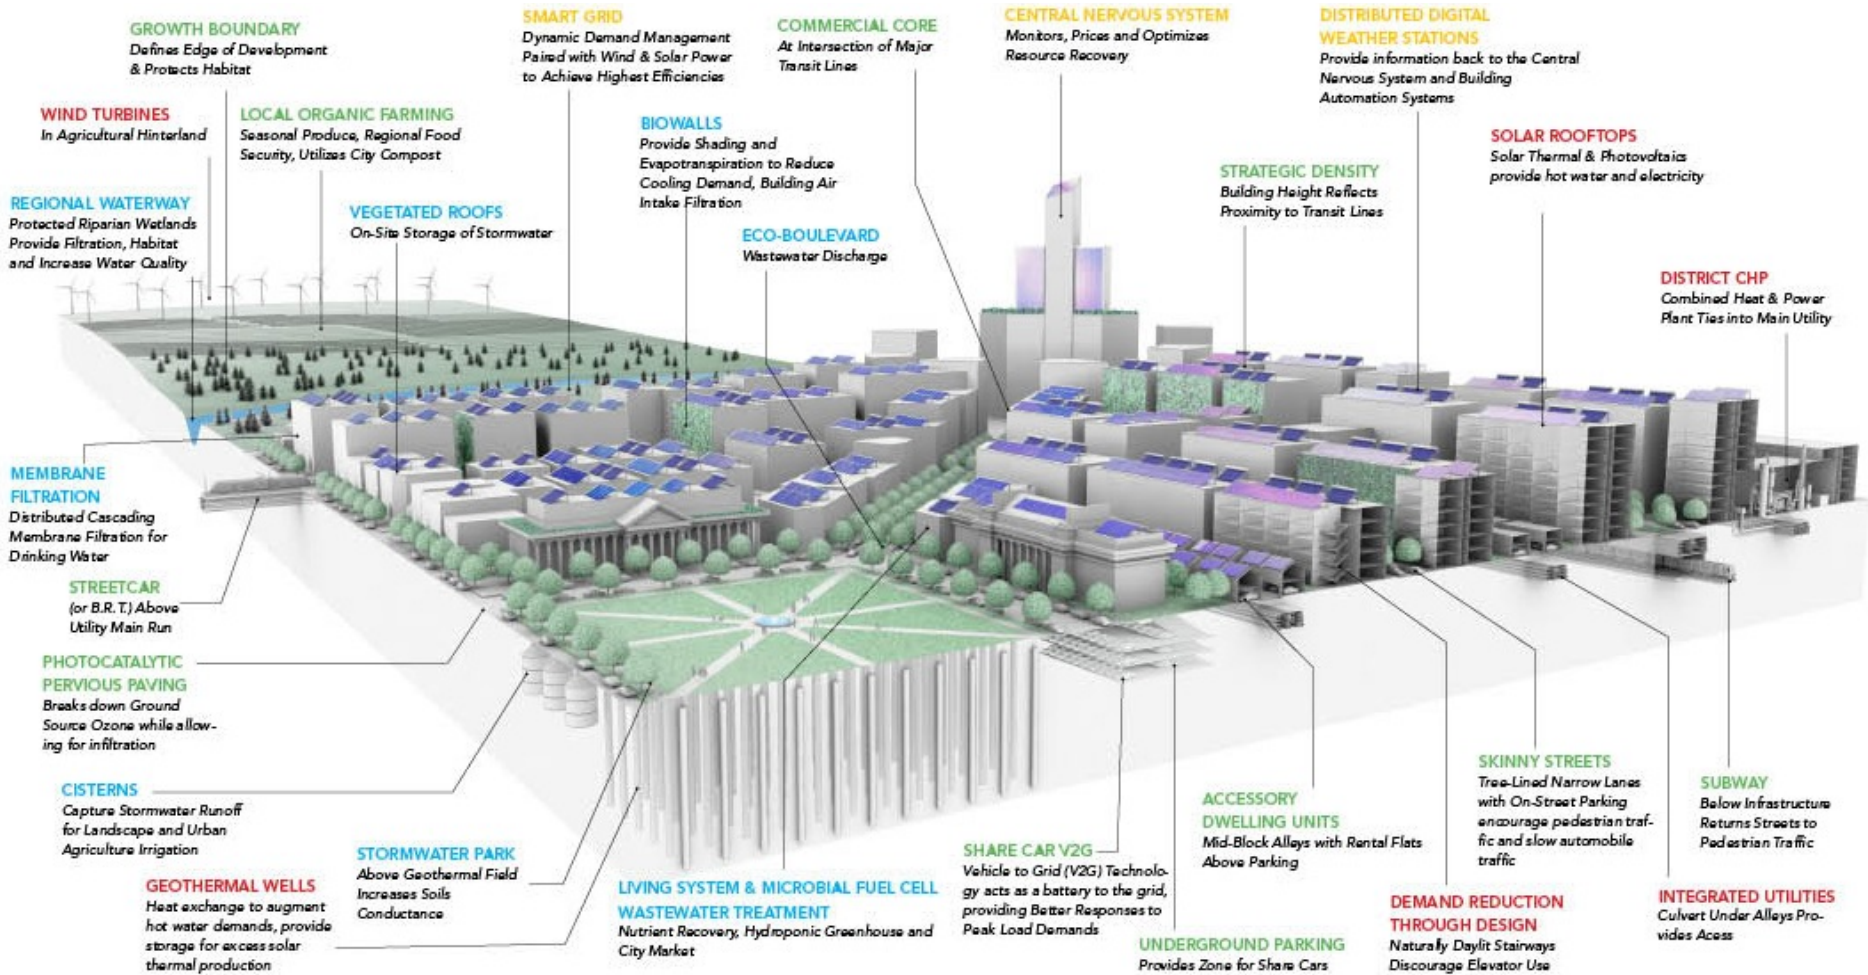 GROWTH BOUNDARY
Defines Edge of Development
& Protects Habitat
SMART GRID
Dynamic Demand Management
Paired with Wind & Solar Power
to Achieve Highest Efficiencies
COMMERCIAL CORE
At Intersection of Major
Transit Lines
CENTRAL NERVOUS SYSTEM
Monitors, Prices and Optimizes
Resource Recovery
DISTRIBUTED DIGITAL
WEATHER STATIONS
Provide information back to the Central
Nervous System and Building
Automation Systems
WIND TURBINES
In Agricultural Hinterland
LOCAL ORGANIC FARMING
Seasonal Produce, Regional Food
Security, Utilizes City Compost
BIOWALLS
Provide Shading and
Evapotranspiration to Reduce
Cooling Demand, Building Air
Intake Filtration
SOLAR ROOFTOPS
Solar Thermal & Photovoltaics
provide hot water and electricity
STRATEGIC DENSITY
Building Height Reflects
Proximity to Transit Lines
REGIONAL WATERWAY
Protected Riparian Wetlands
Provide Filtration, Habitat
and Increase Water Quality
VEGETATED ROOFS
On-Site Storage of Stormwater
ECO-BOULEVARD
Wastewater Discharge
DISTRICT CHP
Combined Heat & Power
Plant Ties into Main Utility
MEMBRANE
FILTRATION
Distributed Cascading
Membrane Filtration for
Drinking Water
STREETCAR
(or B.R.T.) Above
Utility Main Run
PHOTOCATALYTIC
PERVIOUS PAVING
Breaks down Ground
Source Ozone while allow-
ing for infiltration
CISTERNS
Capture Stormwater Runoff
for Landscape and Urban
Agriculture Irrigation
GEOTHERMAL WELLS
Heat exchange to augment
hot water demands, provide
storage for excess solar
thermal production
STORMWATER PARK
Above Geothermal Field
Increases Soils
Conductance
LIVING SYSTEM & MICROBIAL FUEL CELL
WASTEWATER TREATMENT
Nutrient Recovery, Hydroponic Greenhouse and
City Market
SHARE CAR V2G
Vehicle to Grid (V2G) Technolo-
gy acts as a battery to the grid,
providing Better Responses to
Peak Load Demands
UNDERGROUND PARKING
Provides Zone for Share Cars
ACCESSORY
DWELLING UNITS
Mid-Block Alleys with Rental Flats
Above Parking
DEMAND REDUCTION
THROUGH DESIGN
Naturally Daylit Stairways
Discourage Elevator Use
SKINNY STREETS
Tree-Lined Narrow Lanes
with On-Street Parking
encourage pedestrian traf-
fic and slow automobile
traffic
INTEGRATED UTILITIES
Culvert Under Alleys Pro-
vides Acess
SUBWAY
Below Infrastructure
Returns Streets to
Pedestrian Traffic